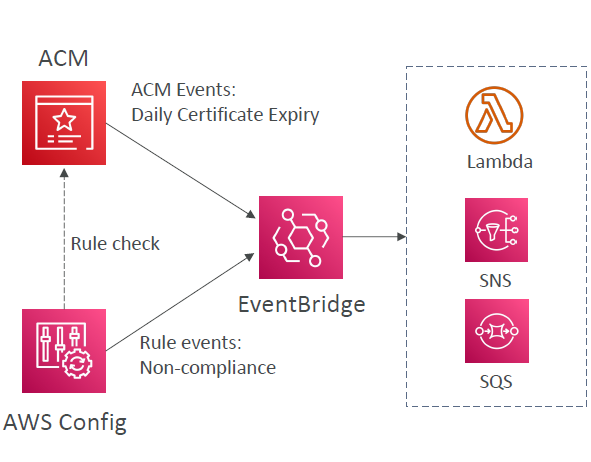 ACM
ACM Events:
Daily Certificate Expiry
Lambda
Rule check
SNS
EventBridge
Rule events:
Non-compliance
SQS
AWS Config